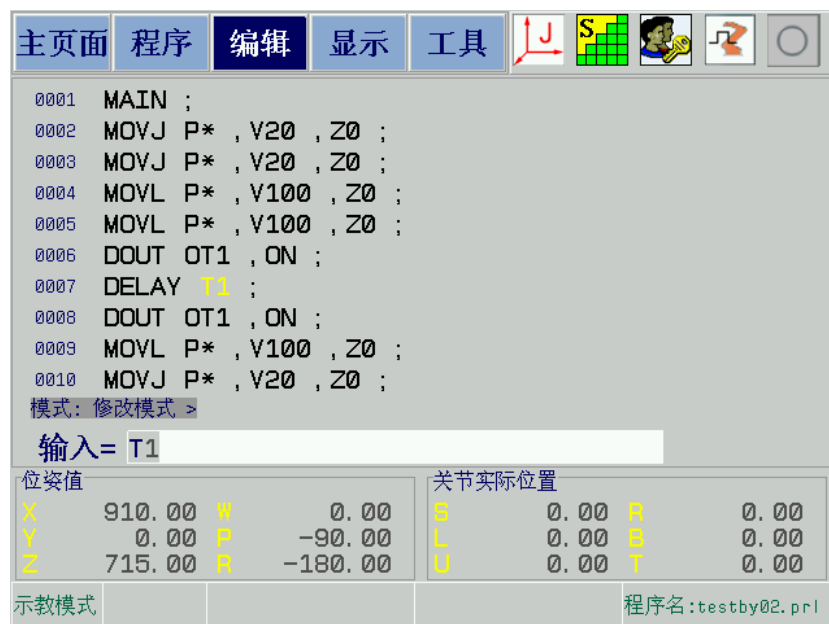 主页面 程序 编辑 显示 工具 J S
0001 MAIN ;
0002 MOVJ P* , V20 , Z0 ;
0003 MOVJ P* , V20 , Z0 ;
0004 MOVL P* , V100 , Z0 ;
0005 MOVL P* , V100 , Z0 ;
0006 DOUT OT1 , ON ;
0007 DELAY T1 ;
0008 DOUT OT1 , ON ;
0009 MOVL P* , V100 , Z0 ;
0010 MOVJ P* , V20 , Z0 ;
模式: 修改模式 >
输入= T1
位姿值 关节实际位置
X 910.00 W 0.00 S 0.00 R 0.00
Y 0.00 P -90.00 L 0.00 B 0.00
Z 715.00 R -180.00 U 0.00 T 0.00
示教模式 程序名:testby02.prl